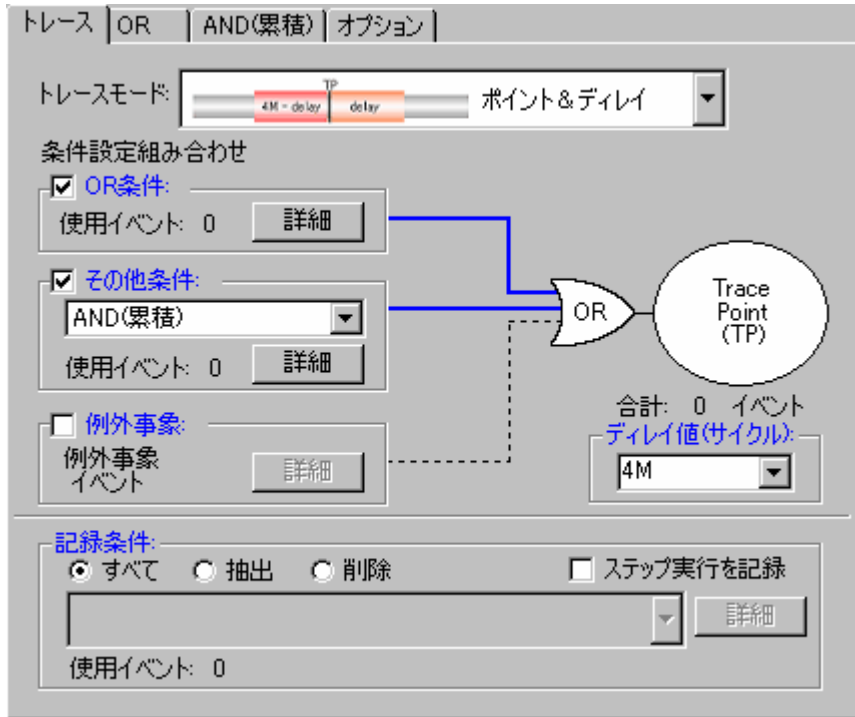 トレース OR AND(累積) オプション
トレースモード: TP 4M - delay delay ポイント&ディレイ
条件設定組み合わせ
OR条件:
使用イベント: 0 詳細
その他条件:
AND(累積)
使用イベント: 0 詳細
例外事象:
例外事象
イベント 詳細
OR
Trace
Point
(TP)
合計: 0 イベント
ディレイ値(サイクル):
4M
記録条件:
すべて 抽出 削除 ステップ実行を記録
詳細
使用イベント: 0